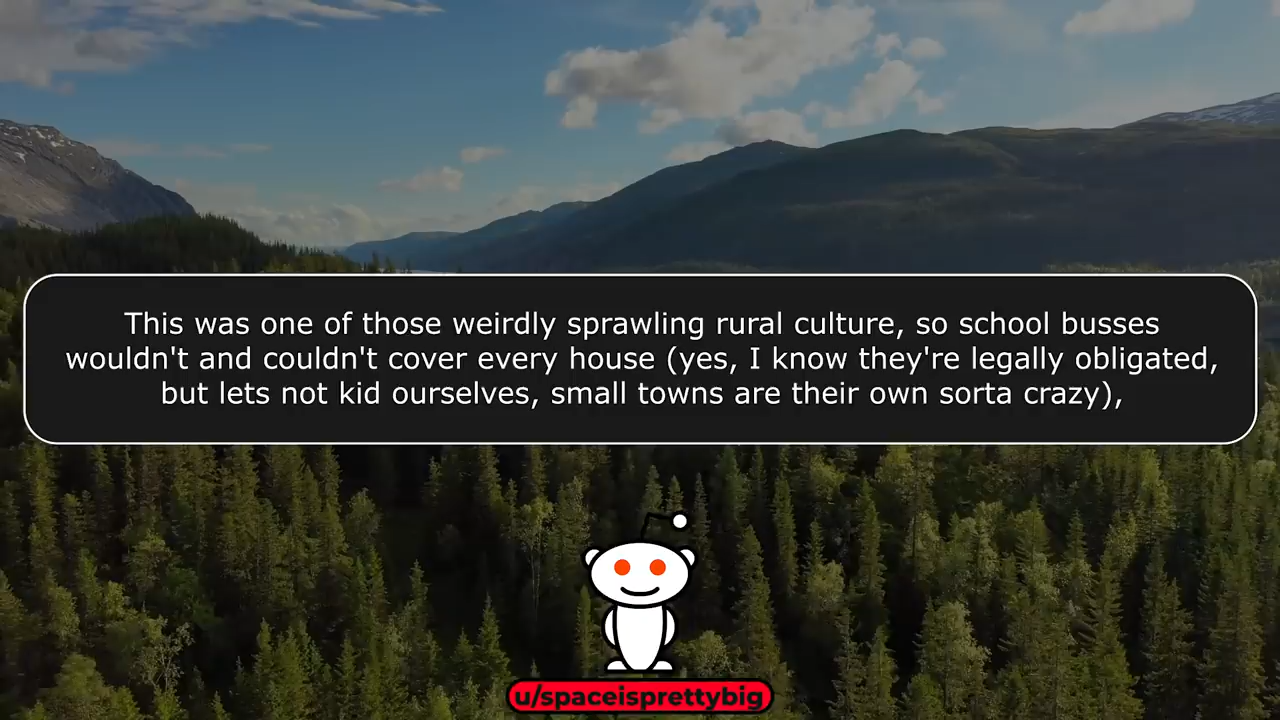 This was one of those weirdly sprawling rural culture, so school busses
wouldn't and couldn't cover every house (yes, I know they're legally obligated,
but lets not kid ourselves, small towns are their own sorta crazy),
u/spaceisprettybig